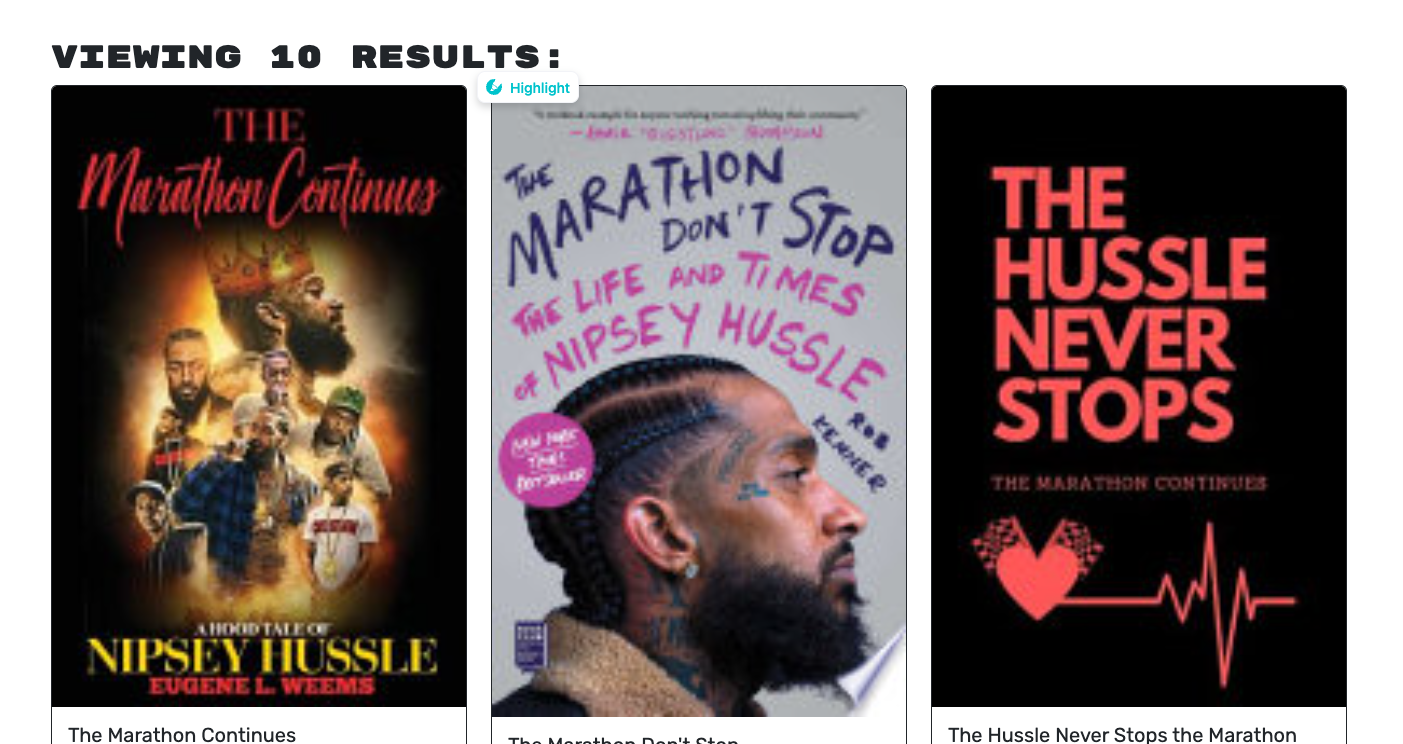 VIEWING 10 RESULTS:
Highlight
THE
Marathon Continues
A HOOD TALE OF
NIPSEY HUSSLE
EUGENE L. WEEMS
The Marathon Continues
THE
MARATHON
DON'T STOP
THE LIFE AND TIMES
OF NIPSEY HUSSLE
ROB
KENNER
NEW YORK
TIMES
BESTSELLER
The Marathon Don't Stop
THE
HUSSLE
NEVER
STOPS
THE MARATHON CONTINUES
The Hussle Never Stops the Marathon